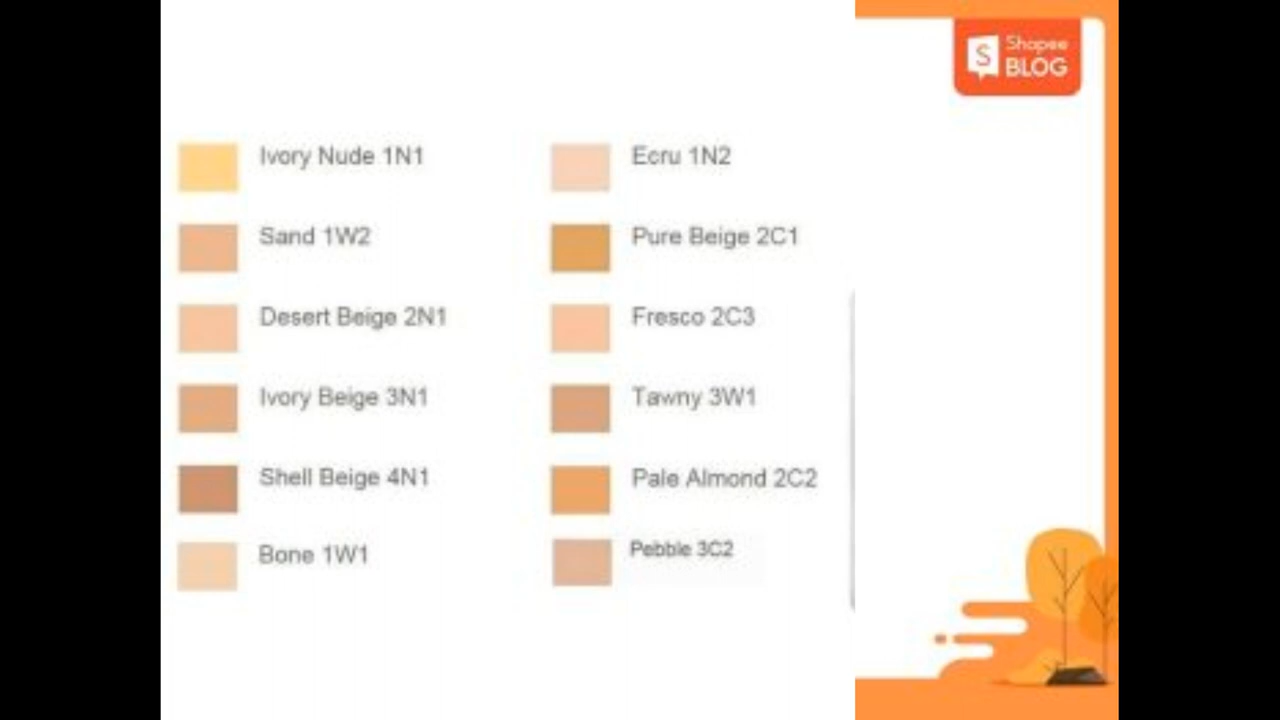 Shopee
BLOG
Ivory Nude 1N1
Ecru 1N2
Sand 1W2
Pure Beige 2C1
Desert Beige 2N1
Fresco 2C3
Ivory Beige 3N1
Tawny 3W1
Shell Beige 4N1
Pale Almond 2C2
Bone 1W1
Pebble 3C2